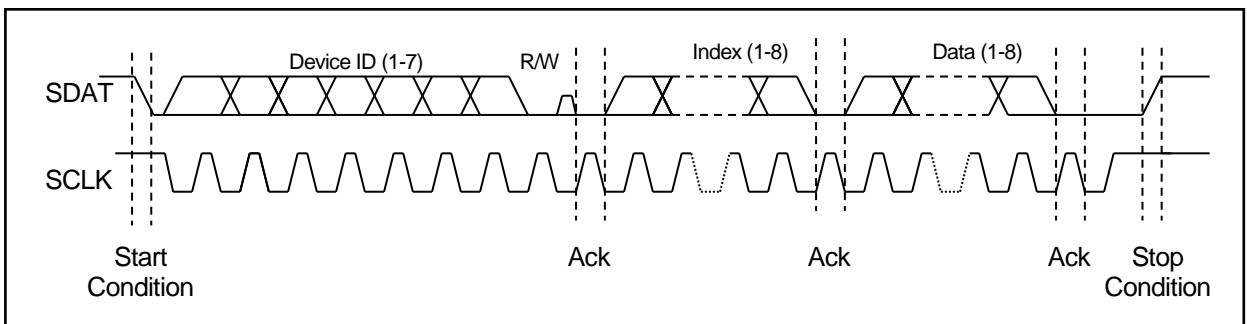 Device ID (1-7) R/W Index (1-8) Data (1-8)
SDAT
SCLK
Start Condition
Ack
Ack
Ack
Stop Condition